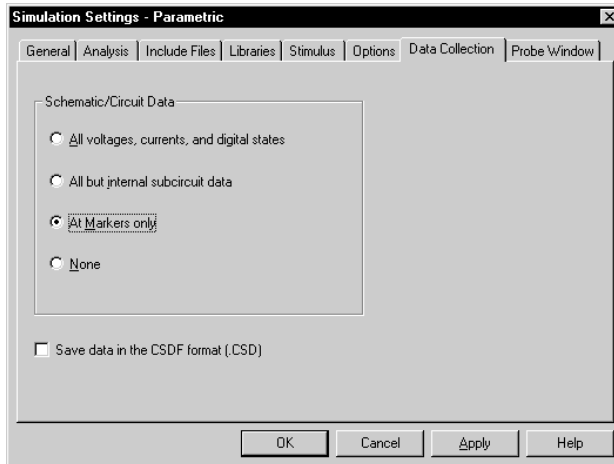 Simulation Settings - Parametric
General Analysis Include Files Libraries Stimulus Options Data Collection Probe Window
Schematic/Circuit Data
All voltages, currents, and digital states
All but internal subcircuit data
At Markers only
None
Save data in the CSDF format (.CSD)
OK Cancel Apply Help